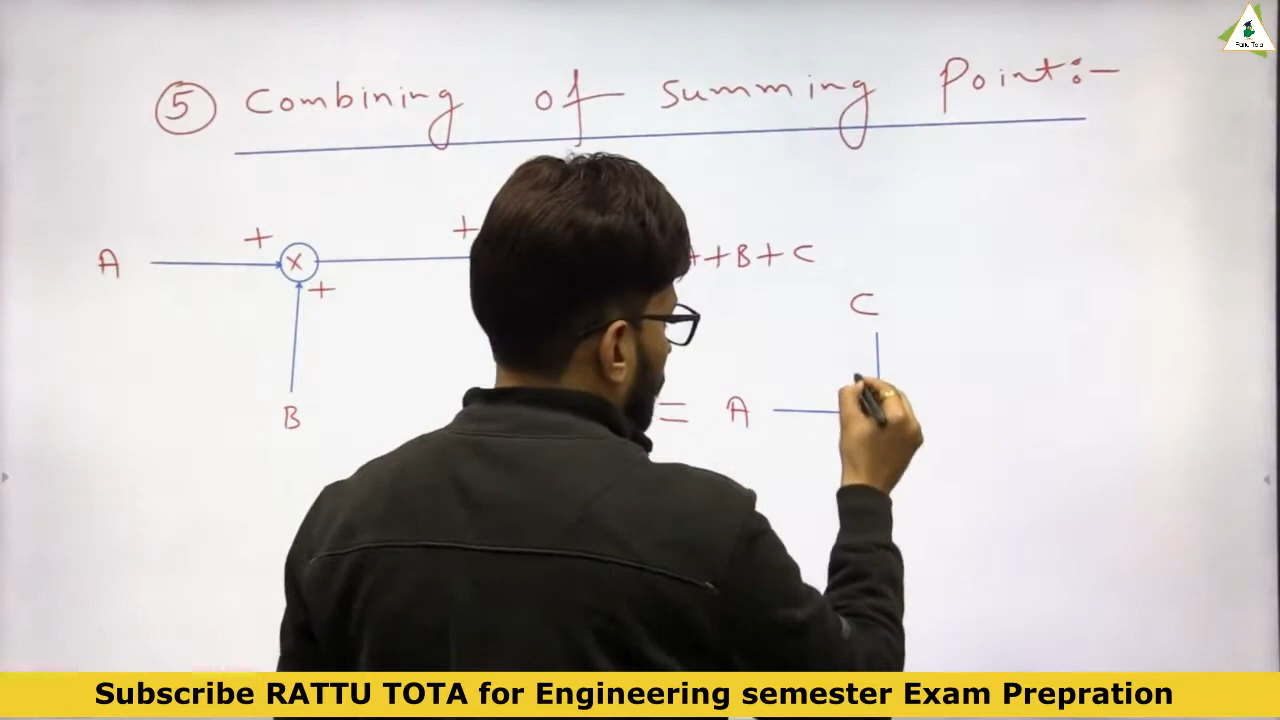 ⑤ Combining of Summing Point:-
+ +
A X A+B+C
+
C
B = A
Subscribe RATTU TOTA for Engineering semester Exam Prepration